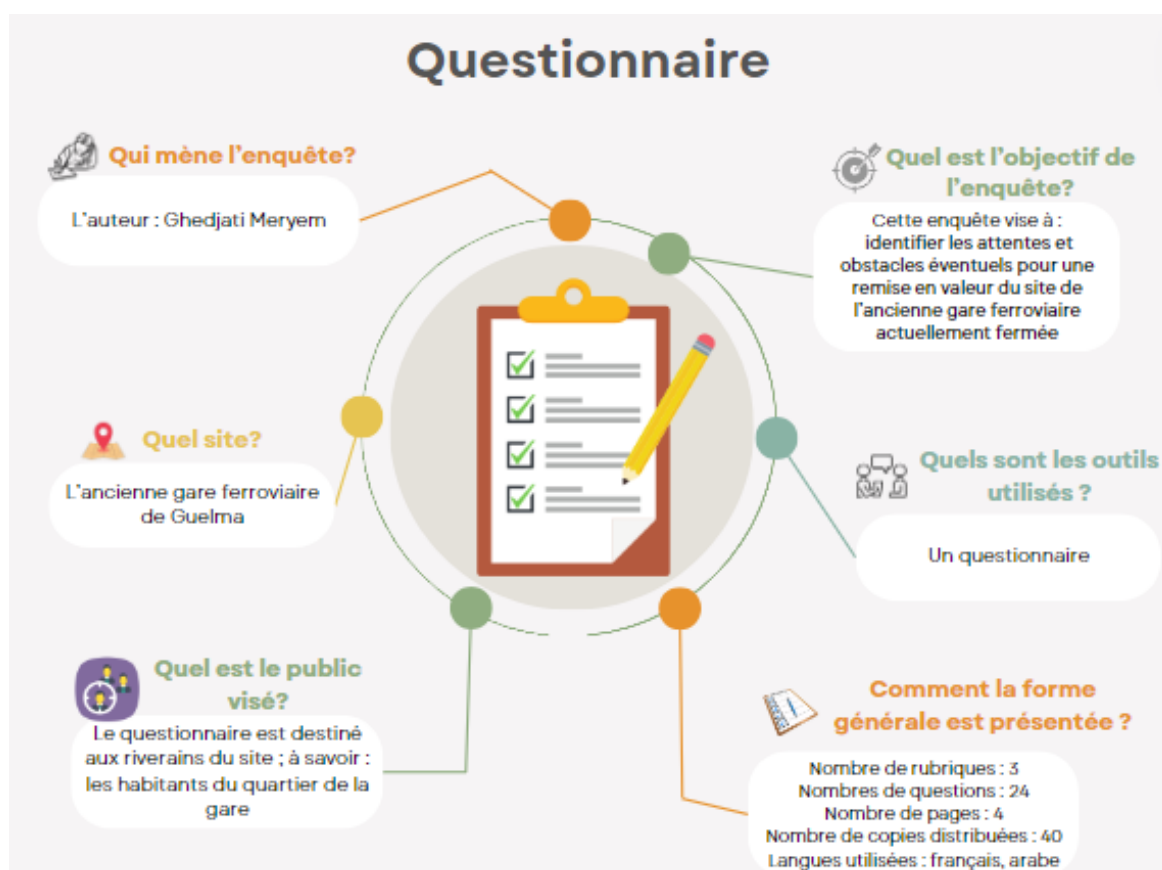 Questionnaire
Qui mène l'enquête?
L'auteur : Ghedjati Meryem
Quel est l'objectif de
l'enquête?
Cette enquête vise à :
identifier les attentes et
obstacles éventuels pour une
remise en valeur du site de
l'ancienne gare ferroviaire
actuellement fermée
Quel site?
L'ancienne gare ferroviaire
de Guelma
Quels sont les outils
utilisés ?
Un questionnaire
Quel est le public
visé?
Le questionnaire est destiné
aux riverains du site ; à savoir :
les habitants du quartier de la
gare
Comment la forme
générale est présentée ?
Nombre de rubriques : 3
Nombres de questions : 24
Nombre de pages : 4
Nombre de copies distribuées : 40
Langues utilisées : français, arabe